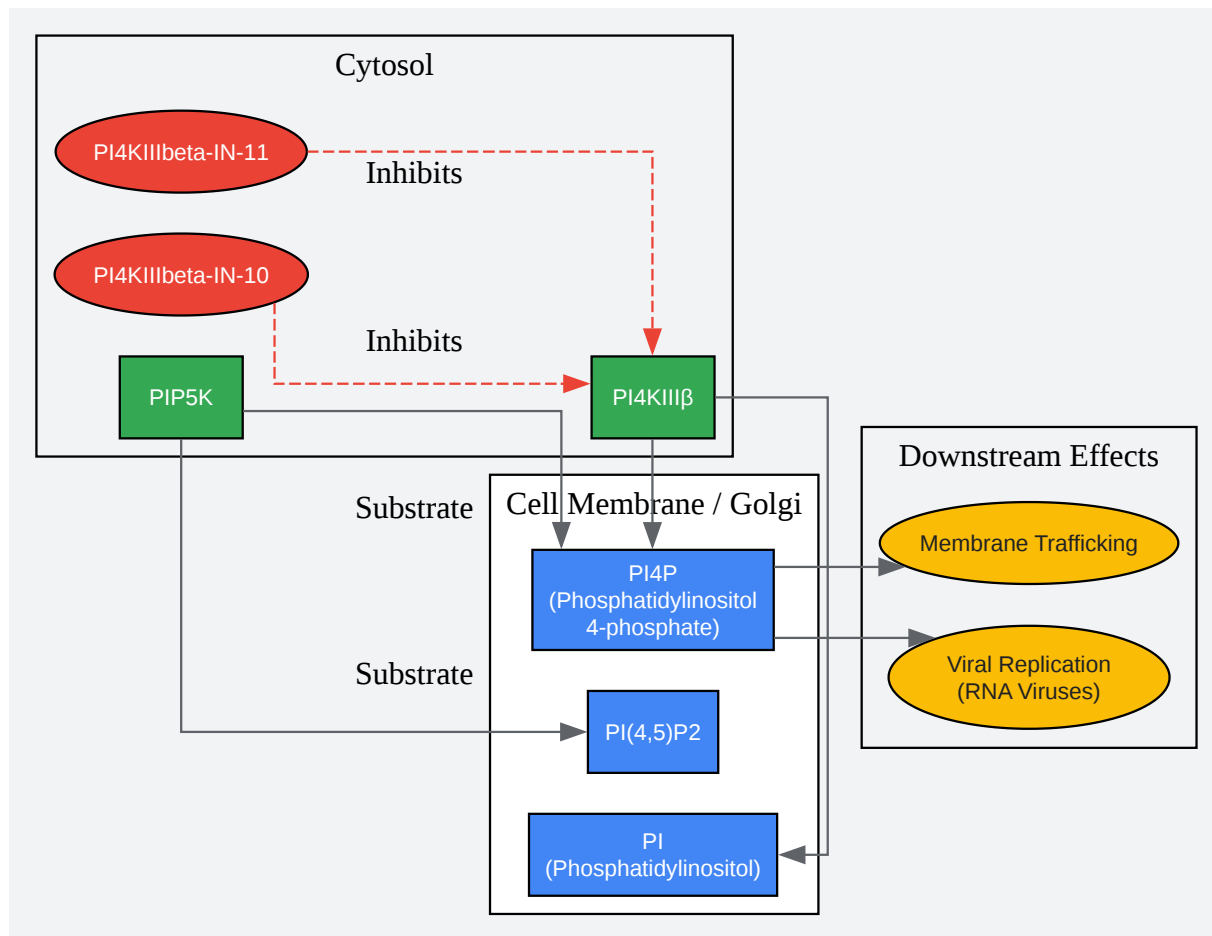 Cytosol
PI4KIIIbeta-IN-11
Inhibits
PI4KIIIbeta-IN-10
Inhibits
PIP5K
PI4KIIIβ
Downstream Effects
Substrate
Cell Membrane / Golgi
Membrane Trafficking
PI4P
(Phosphatidylinositol
4-phosphate)
Viral Replication
(RNA Viruses)
Substrate
PI(4,5)P2
PI
(Phosphatidylinositol)